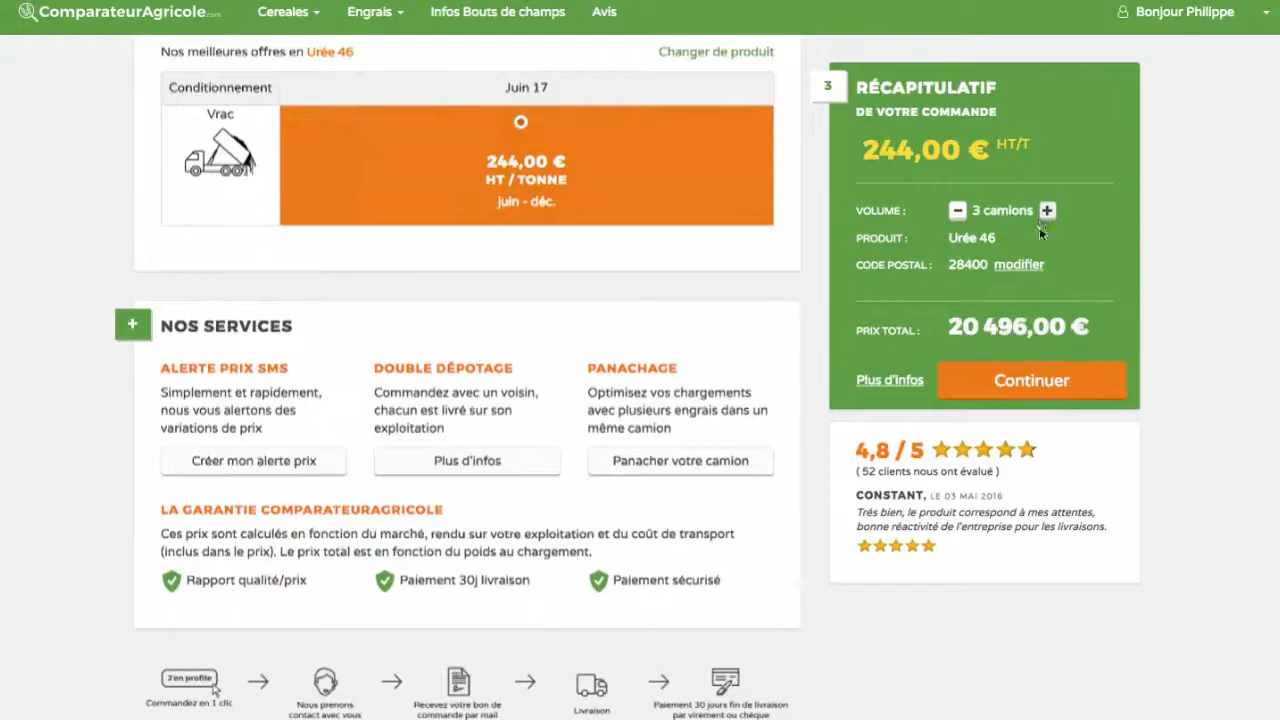 ComparateurAgricole.com
Cereales
Engrais
Infos Bouts de champs
Avis
Bonjour Philippe
Nos meilleures offres en Urée 46
Changer de produit
Conditionnement
Juin 17
Vrac
244,00 €
HT / TONNE
juin - déc.
3
RÉCAPITULATIF
DE VOTRE COMMANDE
244,00 € HT/T
VOLUME : - 3 camions +
PRODUIT : Urée 46
CODE POSTAL : 28400 modifier
PRIX TOTAL : 20 496,00 €
Plus d'infos
Continuer
+
NOS SERVICES
ALERTE PRIX SMS
Simplement et rapidement,
nous vous alertons des
variations de prix
Créer mon alerte prix
DOUBLE DÉPOTAGE
Commandez avec un voisin,
chacun est livré sur son
exploitation
Plus d'infos
PANACHAGE
Optimisez vos chargements
avec plusieurs engrais dans un
même camion
Panacher votre camion
LA GARANTIE COMPARATEURAGRICOLE
Ces prix sont calculés en fonction du marché, rendu sur votre exploitation et du coût de transport
(inclus dans le prix). Le prix total est en fonction du poids au chargement.
Rapport qualité/prix
Paiement 30j livraison
Paiement sécurisé
4,8 / 5
( 52 clients nous ont évalué )
CONSTANT, LE 03 MAI 2016
Trés bien, le produit correspond à mes attentes,
bonne réactivité de l'entreprise pour les livraisons.
J'en profite
Commandez en 1 clic
Nous prenons
contact avec vous
Recevez votre bon de
commande par mail
Livraison
Paiement 30 jours fin de livraison
par virement ou chèque